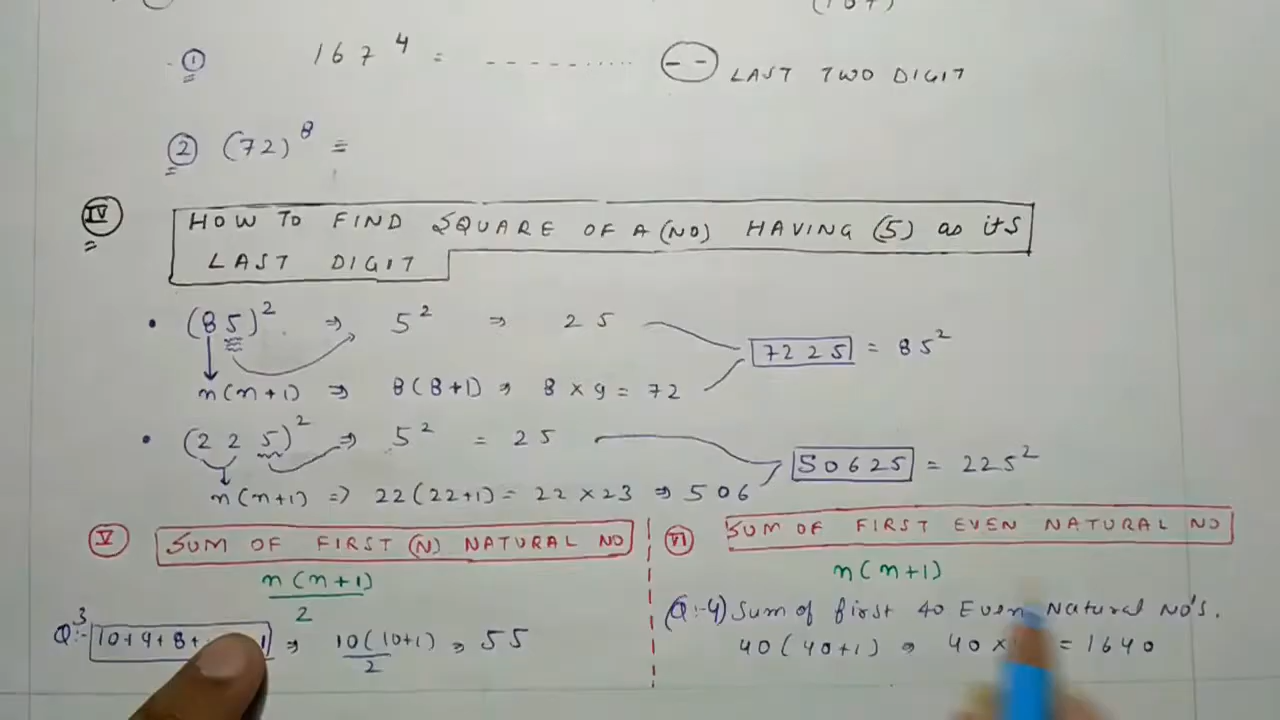 (167)
① 167⁴ = - - - - - - ..... (- -) LAST TWO DIGIT
② (72)⁸ =
IV HOW TO FIND SQUARE OF A (NO) HAVING (5) as its
LAST DIGIT
• (85)² ⇒ 5² ⇒ 25
7225 = 85²
n(n+1) ⇒ 8(8+1) ⇒ 8 × 9 = 72
• (225)² ⇒ 5² = 25
50625 = 225²
n(n+1) ⇒ 22(22+1) = 22 × 23 ⇒ 506
V SUM OF FIRST (N) NATURAL NO
n(n+1)
2
Q:-3 10+9+8+ 1 ⇒ 10(10+1) ⇒ 55
2
VI SUM OF FIRST EVEN NATURAL NO
n(n+1)
(Q:-4) Sum of first 40 Even Natural No's.
40(40+1) ⇒ 40 × = 1640